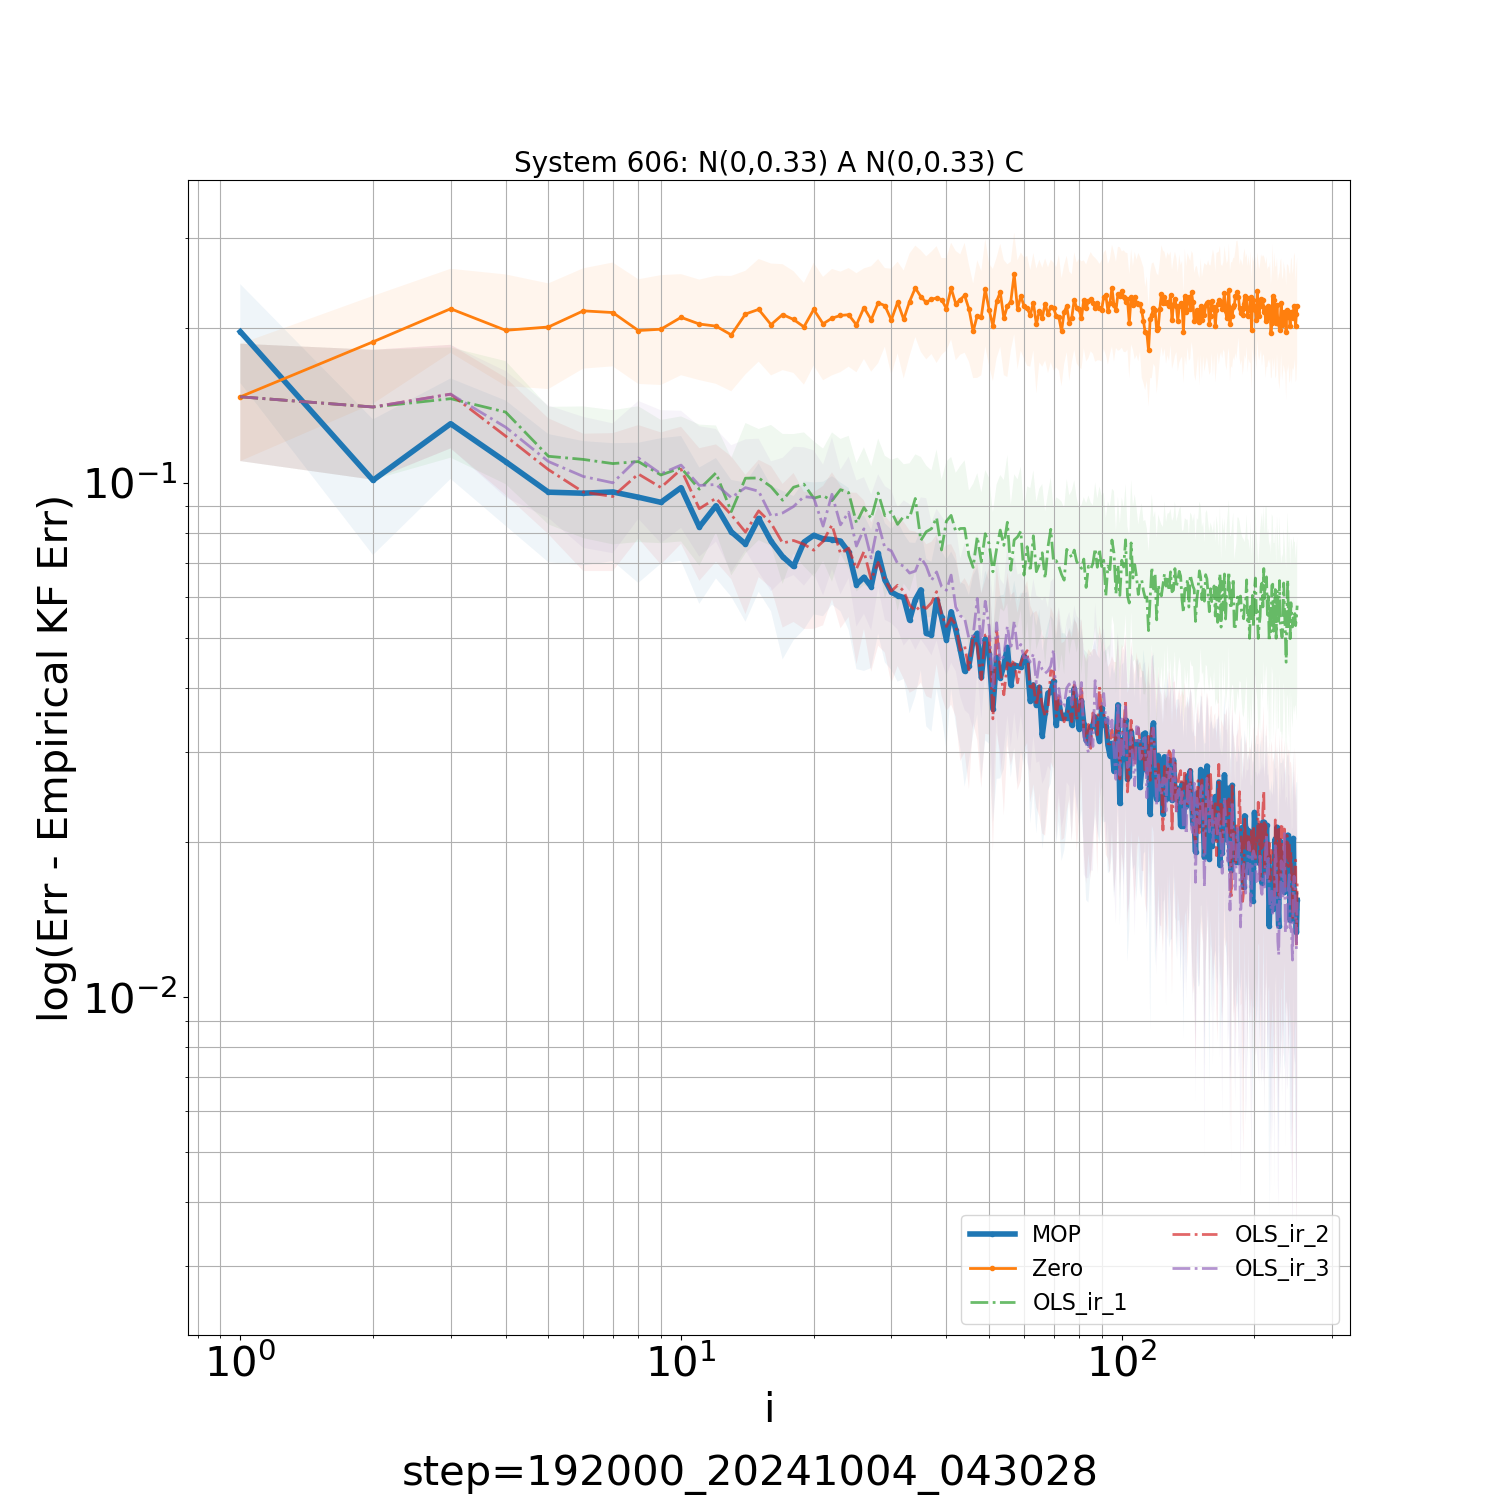 System 606: N(0,0.33) A N(0,0.33) C
log(Err - Empirical KF Err)
10⁻¹
10⁻²
MOP
Zero
OLS_ir_1
OLS_ir_2
OLS_ir_3
10⁰ 10¹ 10²
i
step=192000_20241004_043028